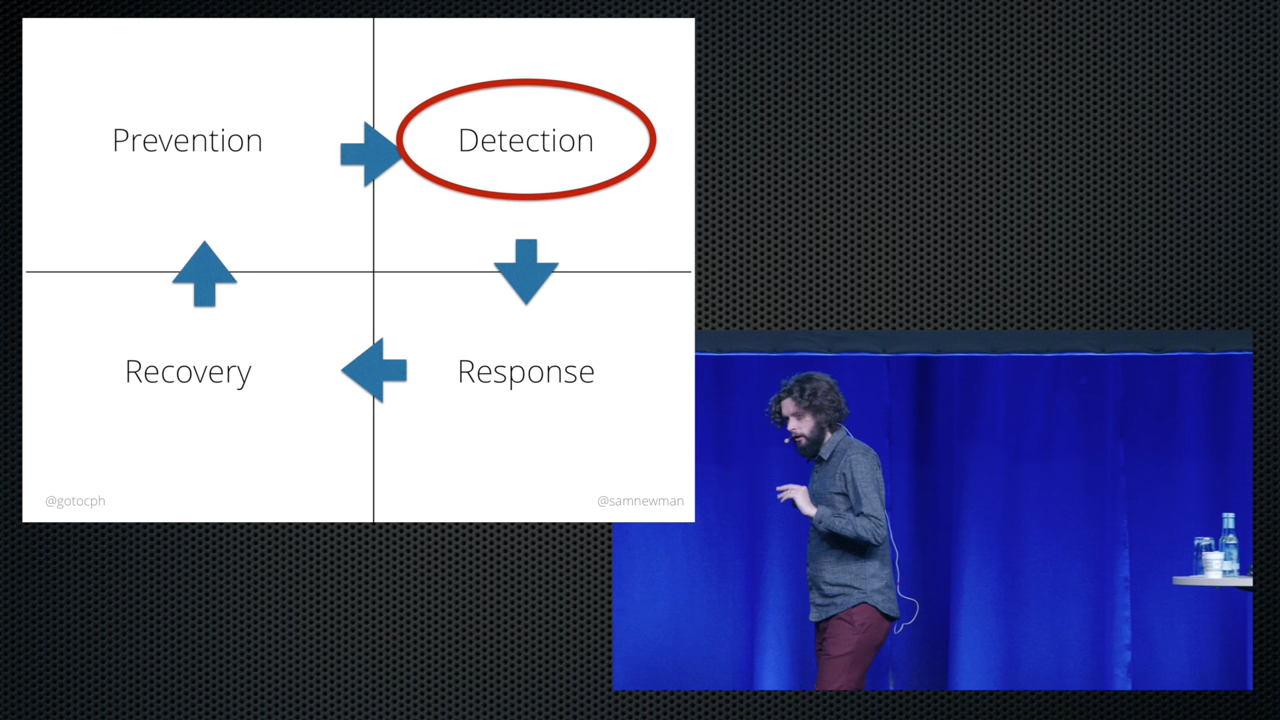 Prevention
Detection
Recovery
Response
@gotocph
@samnewman